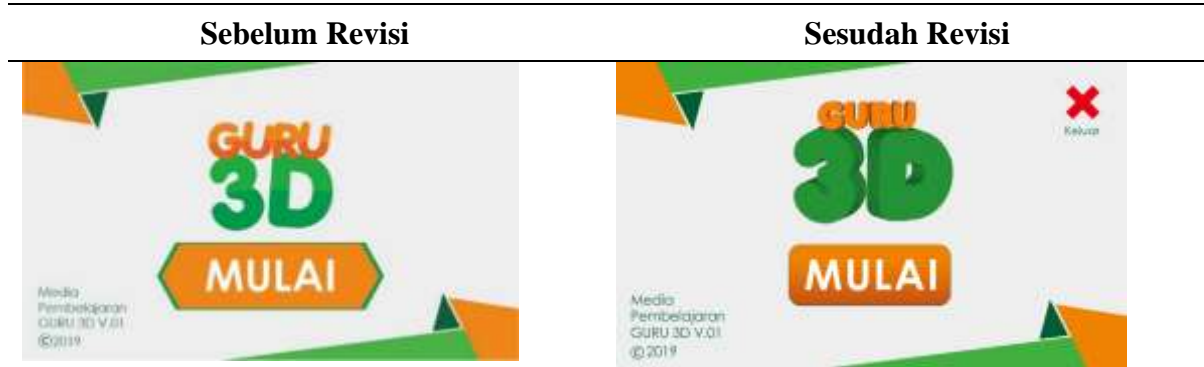 Sebelum Revisi
Sesudah Revisi
GURU
3D
MULAI
Media
Pembelajaran
GURU 3D V.01
©2019
GURU
3D
Keluar
MULAI
Media
Pembelajaran
GURU 3D V.01
© 2019